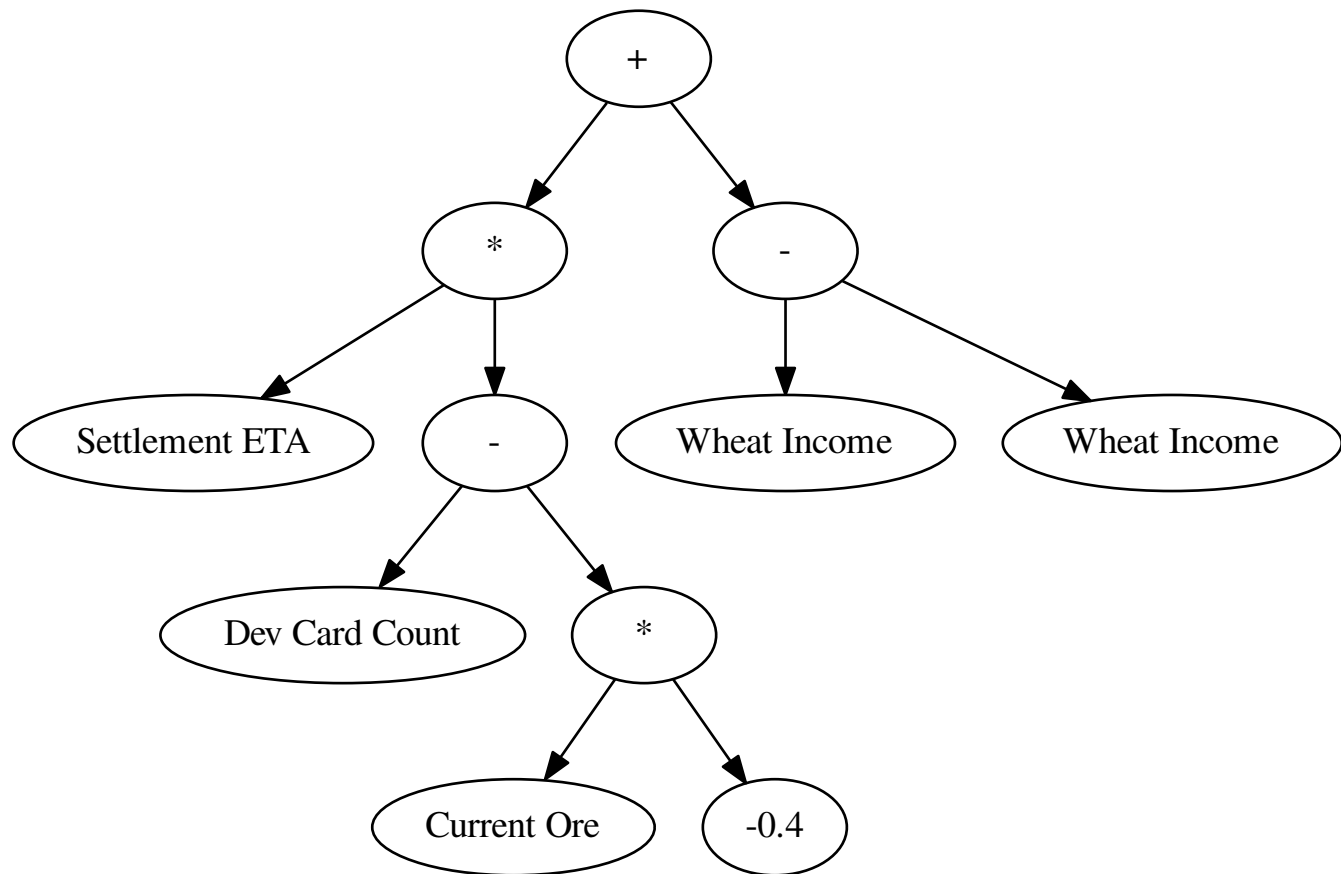 +
*
-
Settlement ETA
-
Wheat Income
Wheat Income
Dev Card Count
*
Current Ore
-0.4